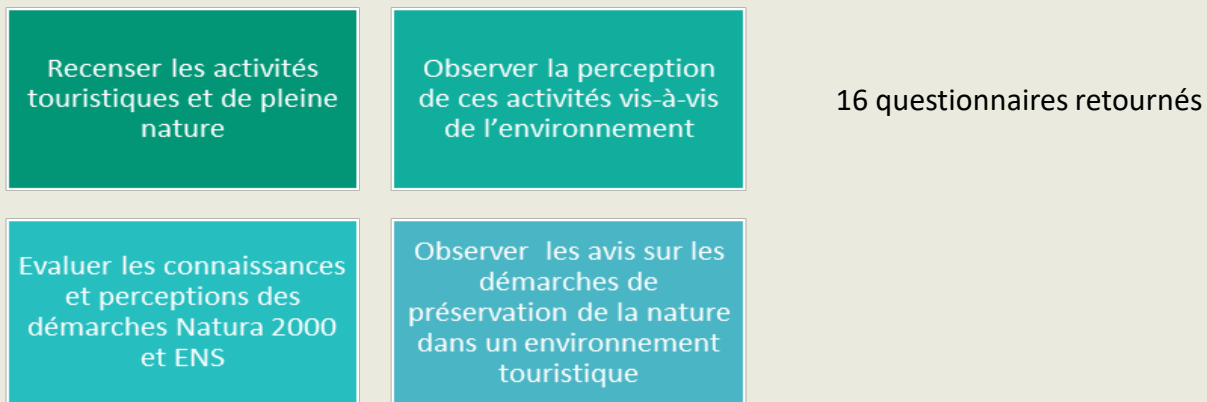 Recenser les activités
touristiques et de pleine
nature
Observer la perception
de ces activités vis-à-vis
de l'environnement
16 questionnaires retournés
Evaluer les connaissances
et perceptions des
démarches Natura 2000
et ENS
Observer les avis sur les
démarches de
préservation de la nature
dans un environnement
touristique